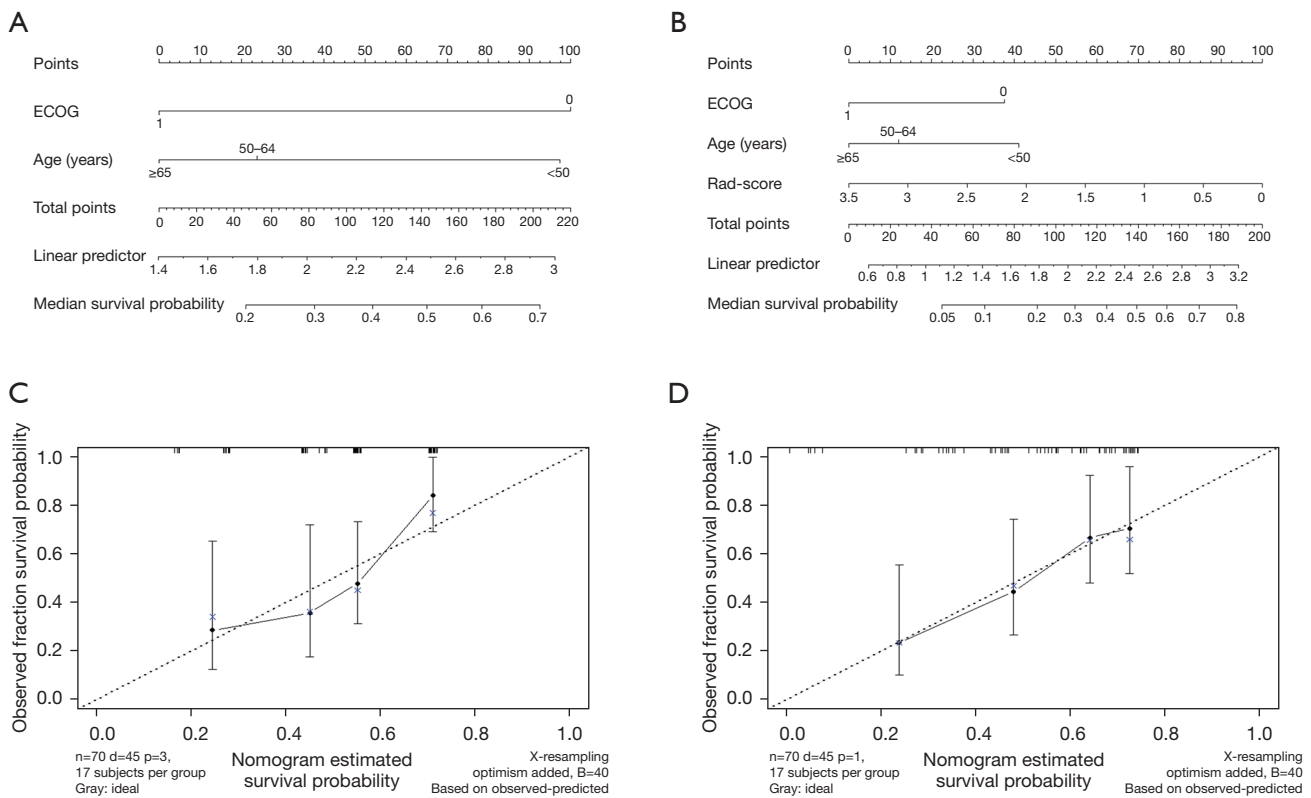 A
Points
0 10 20 30 40 50 60 70 80 90 100
ECOG
0
1
Age (years)
50–64
≥65 <50
Total points
0 20 40 60 80 100 120 140 160 180 200 220
Linear predictor
1.4 1.6 1.8 2 2.2 2.4 2.6 2.8 3
Median survival probability
0.2 0.3 0.4 0.5 0.6 0.7
B
Points
0 10 20 30 40 50 60 70 80 90 100
ECOG
0
1
Age (years)
50–64
≥65 <50
Rad-score
3.5 3 2.5 2 1.5 1 0.5 0
Total points
0 20 40 60 80 100 120 140 160 180 200
Linear predictor
0.6 0.8 1 1.2 1.4 1.6 1.8 2 2.2 2.4 2.6 2.8 3 3.2
Median survival probability
0.05 0.1 0.2 0.3 0.4 0.5 0.6 0.7 0.8
C
Observed fraction survival probability
1.0
0.8
0.6
0.4
0.2
0.0
0.0 0.2 0.4 0.6 0.8 1.0
n=70 d=45 p=3,
17 subjects per group
Gray: ideal
Nomogram estimated
survival probability
X-resampling
optimism added, B=40
Based on observed-predicted
D
Observed fraction survival probability
1.0
0.8
0.6
0.4
0.2
0.0
0.0 0.2 0.4 0.6 0.8 1.0
n=70 d=45 p=1,
17 subjects per group
Gray: ideal
Nomogram estimated
survival probability
X-resampling
optimism added, B=40
Based on observed-predicted